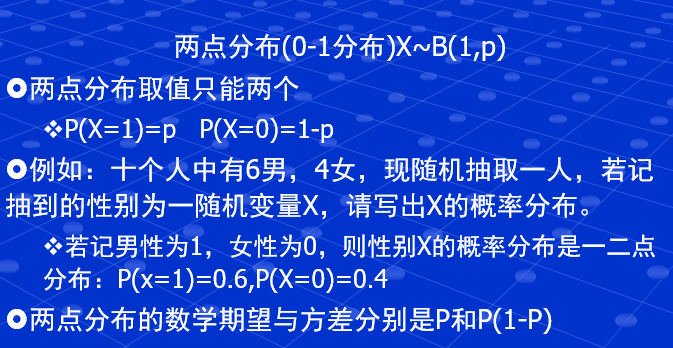 两点分布(0-1分布)X~B(1,p)
两点分布取值只能两个
❖P(X=1)=p P(X=0)=1-p
例如：十个人中有6男，4女，现随机抽取一人，若记
抽到的性别为一随机变量X，请写出X的概率分布。
❖若记男性为1，女性为0，则性别X的概率分布是一二点
分布：P(x=1)=0.6,P(X=0)=0.4
两点分布的数学期望与方差分别是P和P(1-P)